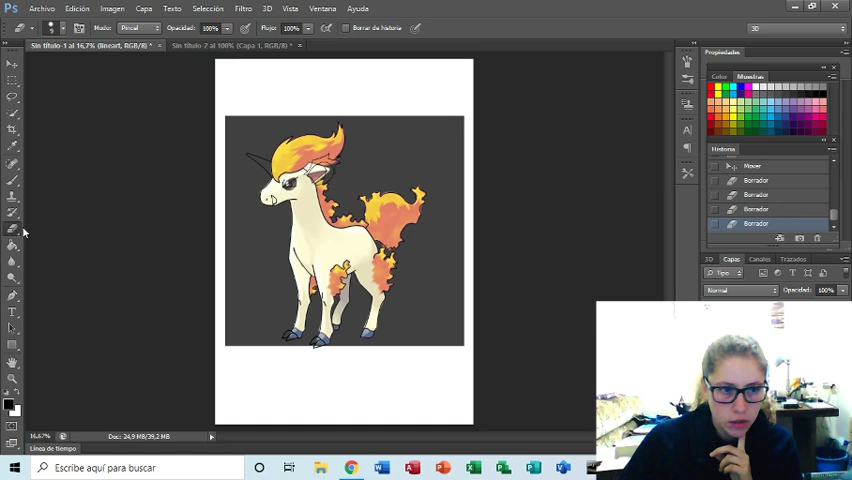 Ps Archivo Edición Imagen Capa Texto Selección Filtro 3D Vista Ventana Ayuda
9 Modo: Pincel Opacidad: 100% Flujo: 100% Borrar de historia 3D
Sin título-1 al 16,7% (lineart, RGB/8) * × Sin título-2 al 100% (Capa 1, RGB/8) * ×
Propiedades
Color Muestras
Historia
Mover
Borrador
Borrador
Borrador
Borrador
3D Capas Canales Trazados
Tipo
Normal Opacidad: 100%
16,67% Doc: 24,9 MB/39,2 MB
Línea de tiempo
Escribe aquí para buscar